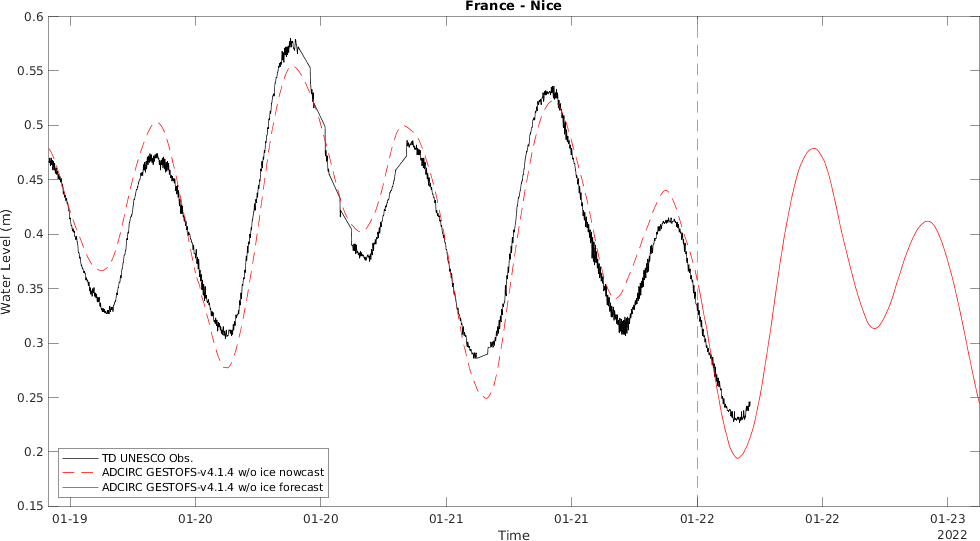 France - Nice
0.6
0.55
0.5
0.45
0.4
0.35
0.3
0.25
0.2
0.15
Water Level (m)
TD UNESCO Obs.
ADCIRC GESTOFS-v4.1.4 w/o ice nowcast
ADCIRC GESTOFS-v4.1.4 w/o ice forecast
01-19 01-20 01-20 01-21 01-21 01-22 01-22 01-23
Time
2022